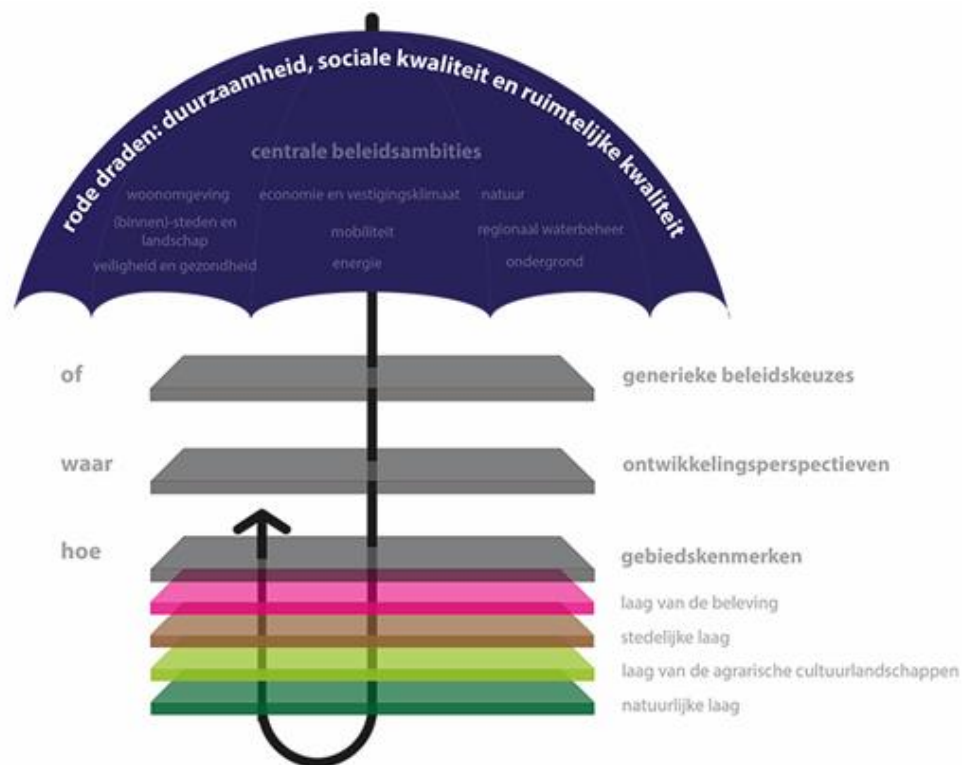 rode draden: duurzaamheid, sociale kwaliteit en ruimtelijke kwaliteit
centrale beleidsambities
woonomgeving
economie en vestigingsklimaat
natuur
(binnen)-steden en
landschap
mobiliteit
regionaal waterbeheer
veiligheid en gezondheid
energie
ondergrond
of
generieke beleidskeuzes
waar
ontwikkelingsperspectieven
hoe
gebiedskenmerken
laag van de beleving
stedelijke laag
laag van de agrarische cultuurlandschappen
natuurlijke laag